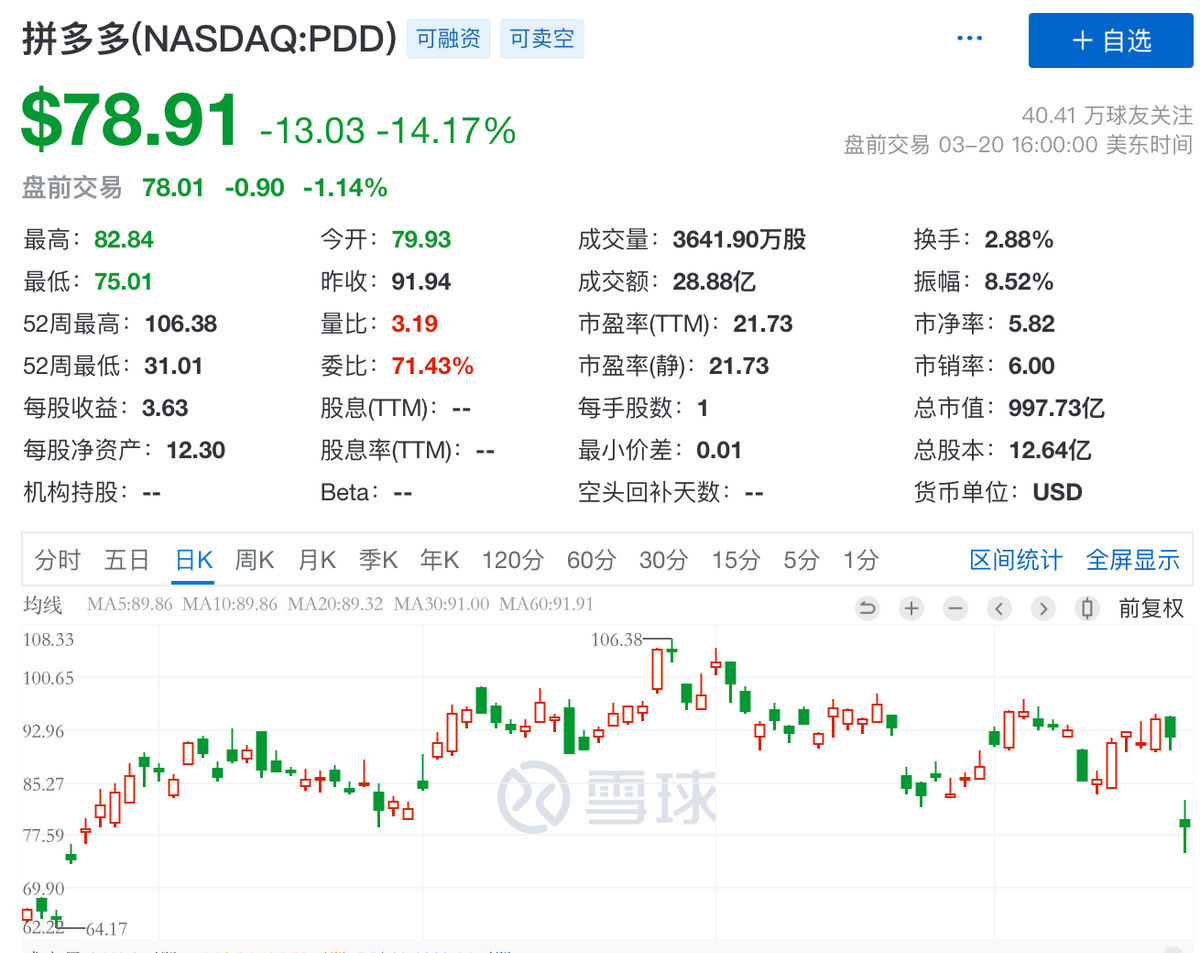 拼多多(NASDAQ:PDD) 可融资 可卖空 ··· + 自选
$78.91 -13.03 -14.17%
40.41 万球友关注
盘前交易 03-20 16:00:00 美东时间
盘前交易 78.01 -0.90 -1.14%
最高：82.84 今开：79.93 成交量：3641.90万股 换手：2.88%
最低：75.01 昨收：91.94 成交额：28.88亿 振幅：8.52%
52周最高：106.38 量比：3.19 市盈率(TTM)：21.73 市净率：5.82
52周最低：31.01 委比：71.43% 市盈率(静)：21.73 市销率：6.00
每股收益：3.63 股息(TTM)：-- 每手股数：1 总市值：997.73亿
每股净资产：12.30 股息率(TTM)：-- 最小价差：0.01 总股本：12.64亿
机构持股：-- Beta：-- 空头回补天数：-- 货币单位：USD
分时 五日 日K 周K 月K 季K 年K 120分 60分 30分 15分 5分 1分 区间统计 全屏显示
均线 MA5:89.86 MA10:89.86 MA20:89.32 MA30:91.00 MA60:91.91 前复权
108.33
106.38
100.65
92.96
85.27
雪球
77.59
69.90
62.22
64.17